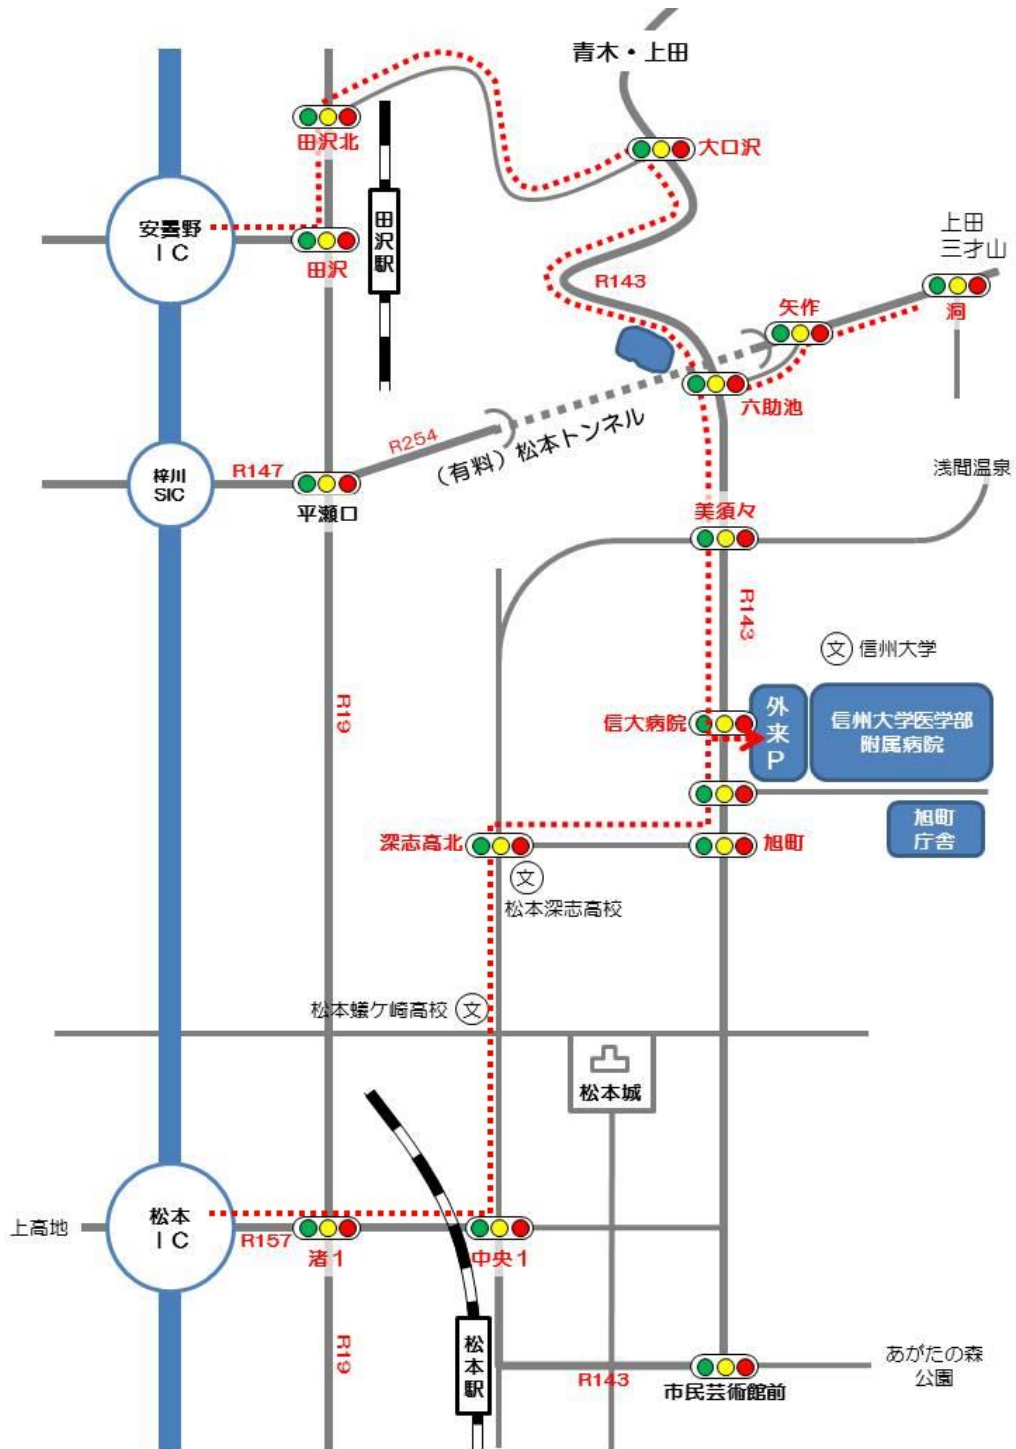 青木・上田
田沢北
大口沢
安曇野
IC
田沢
田沢駅
上田
三才山
R143
矢作
洞
六助池
R254
（有料）松本トンネル
浅間温泉
梓川
SIC
R147
平瀬口
美須々
R143
㊛
信州大学
R19
信大病院
外来P
信州大学医学部
附属病院
旭町
庁舎
深志高北
旭町
文
松本深志高校
松本蟻ケ崎高校
文
松本城
上高地
松本
IC
R157
渚1
中央1
R19
松本駅
R143
市民芸術館前
あがたの森
公園